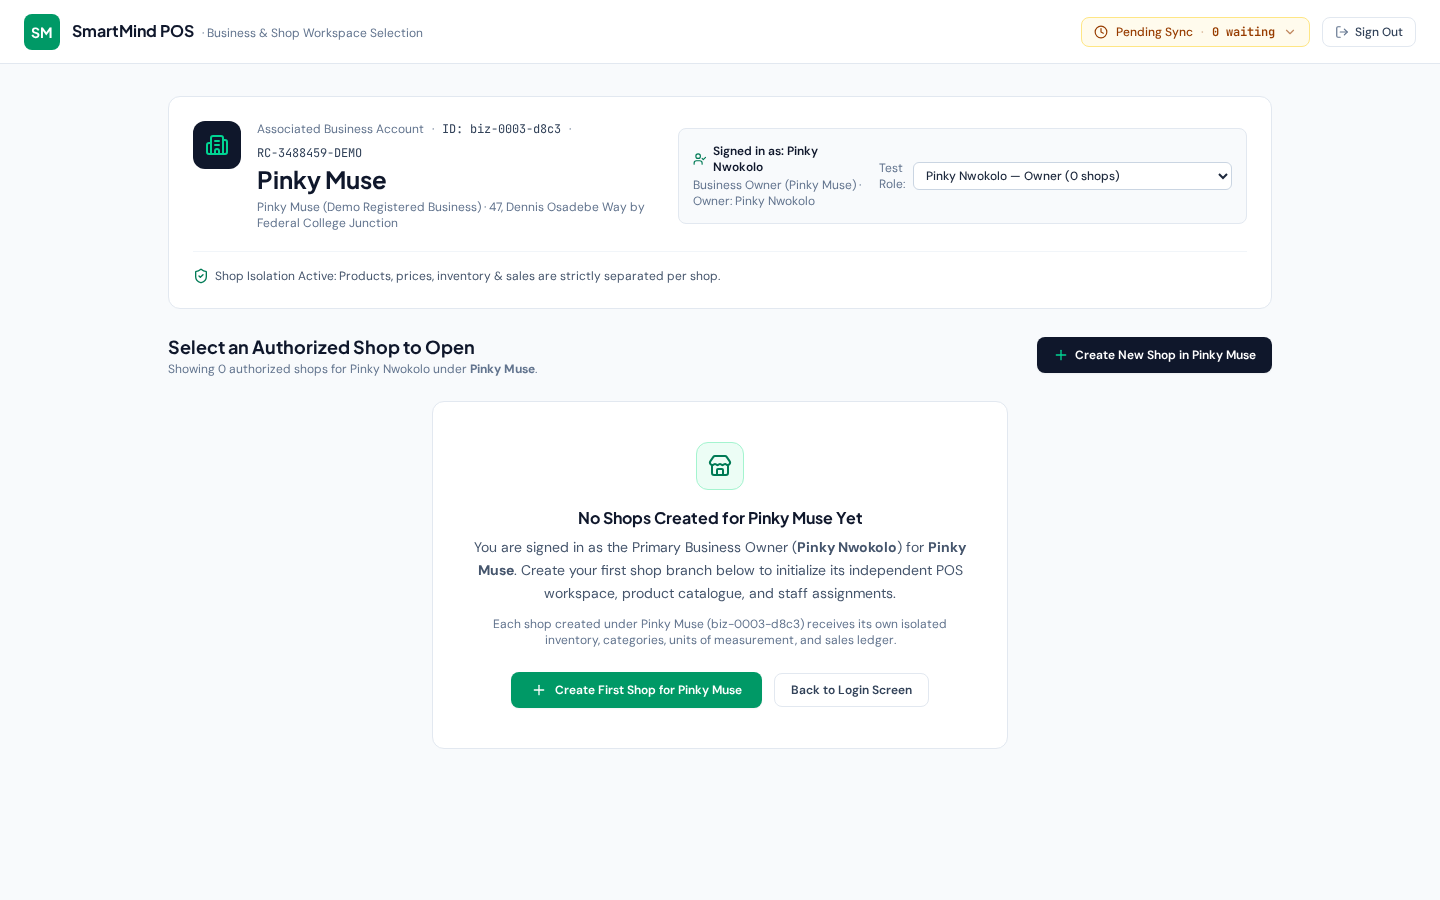 SM
SmartMind POS · Business & Shop Workspace Selection
Pending Sync · 0 waiting
Sign Out
Associated Business Account · ID: biz-0003-d8c3 ·
RC-3488459-DEMO
Pinky Muse
Pinky Muse (Demo Registered Business) · 47, Dennis Osadebe Way by
Federal College Junction
Signed in as: Pinky
Nwokolo
Business Owner (Pinky Muse) ·
Owner: Pinky Nwokolo
Test
Role:
Pinky Nwokolo — Owner (0 shops)
Shop Isolation Active: Products, prices, inventory & sales are strictly separated per shop.
Select an Authorized Shop to Open
Showing 0 authorized shops for Pinky Nwokolo under Pinky Muse.
Create New Shop in Pinky Muse
No Shops Created for Pinky Muse Yet
You are signed in as the Primary Business Owner (Pinky Nwokolo) for Pinky
Muse. Create your first shop branch below to initialize its independent POS
workspace, product catalogue, and staff assignments.
Each shop created under Pinky Muse (biz-0003-d8c3) receives its own isolated
inventory, categories, units of measurement, and sales ledger.
Create First Shop for Pinky Muse
Back to Login Screen